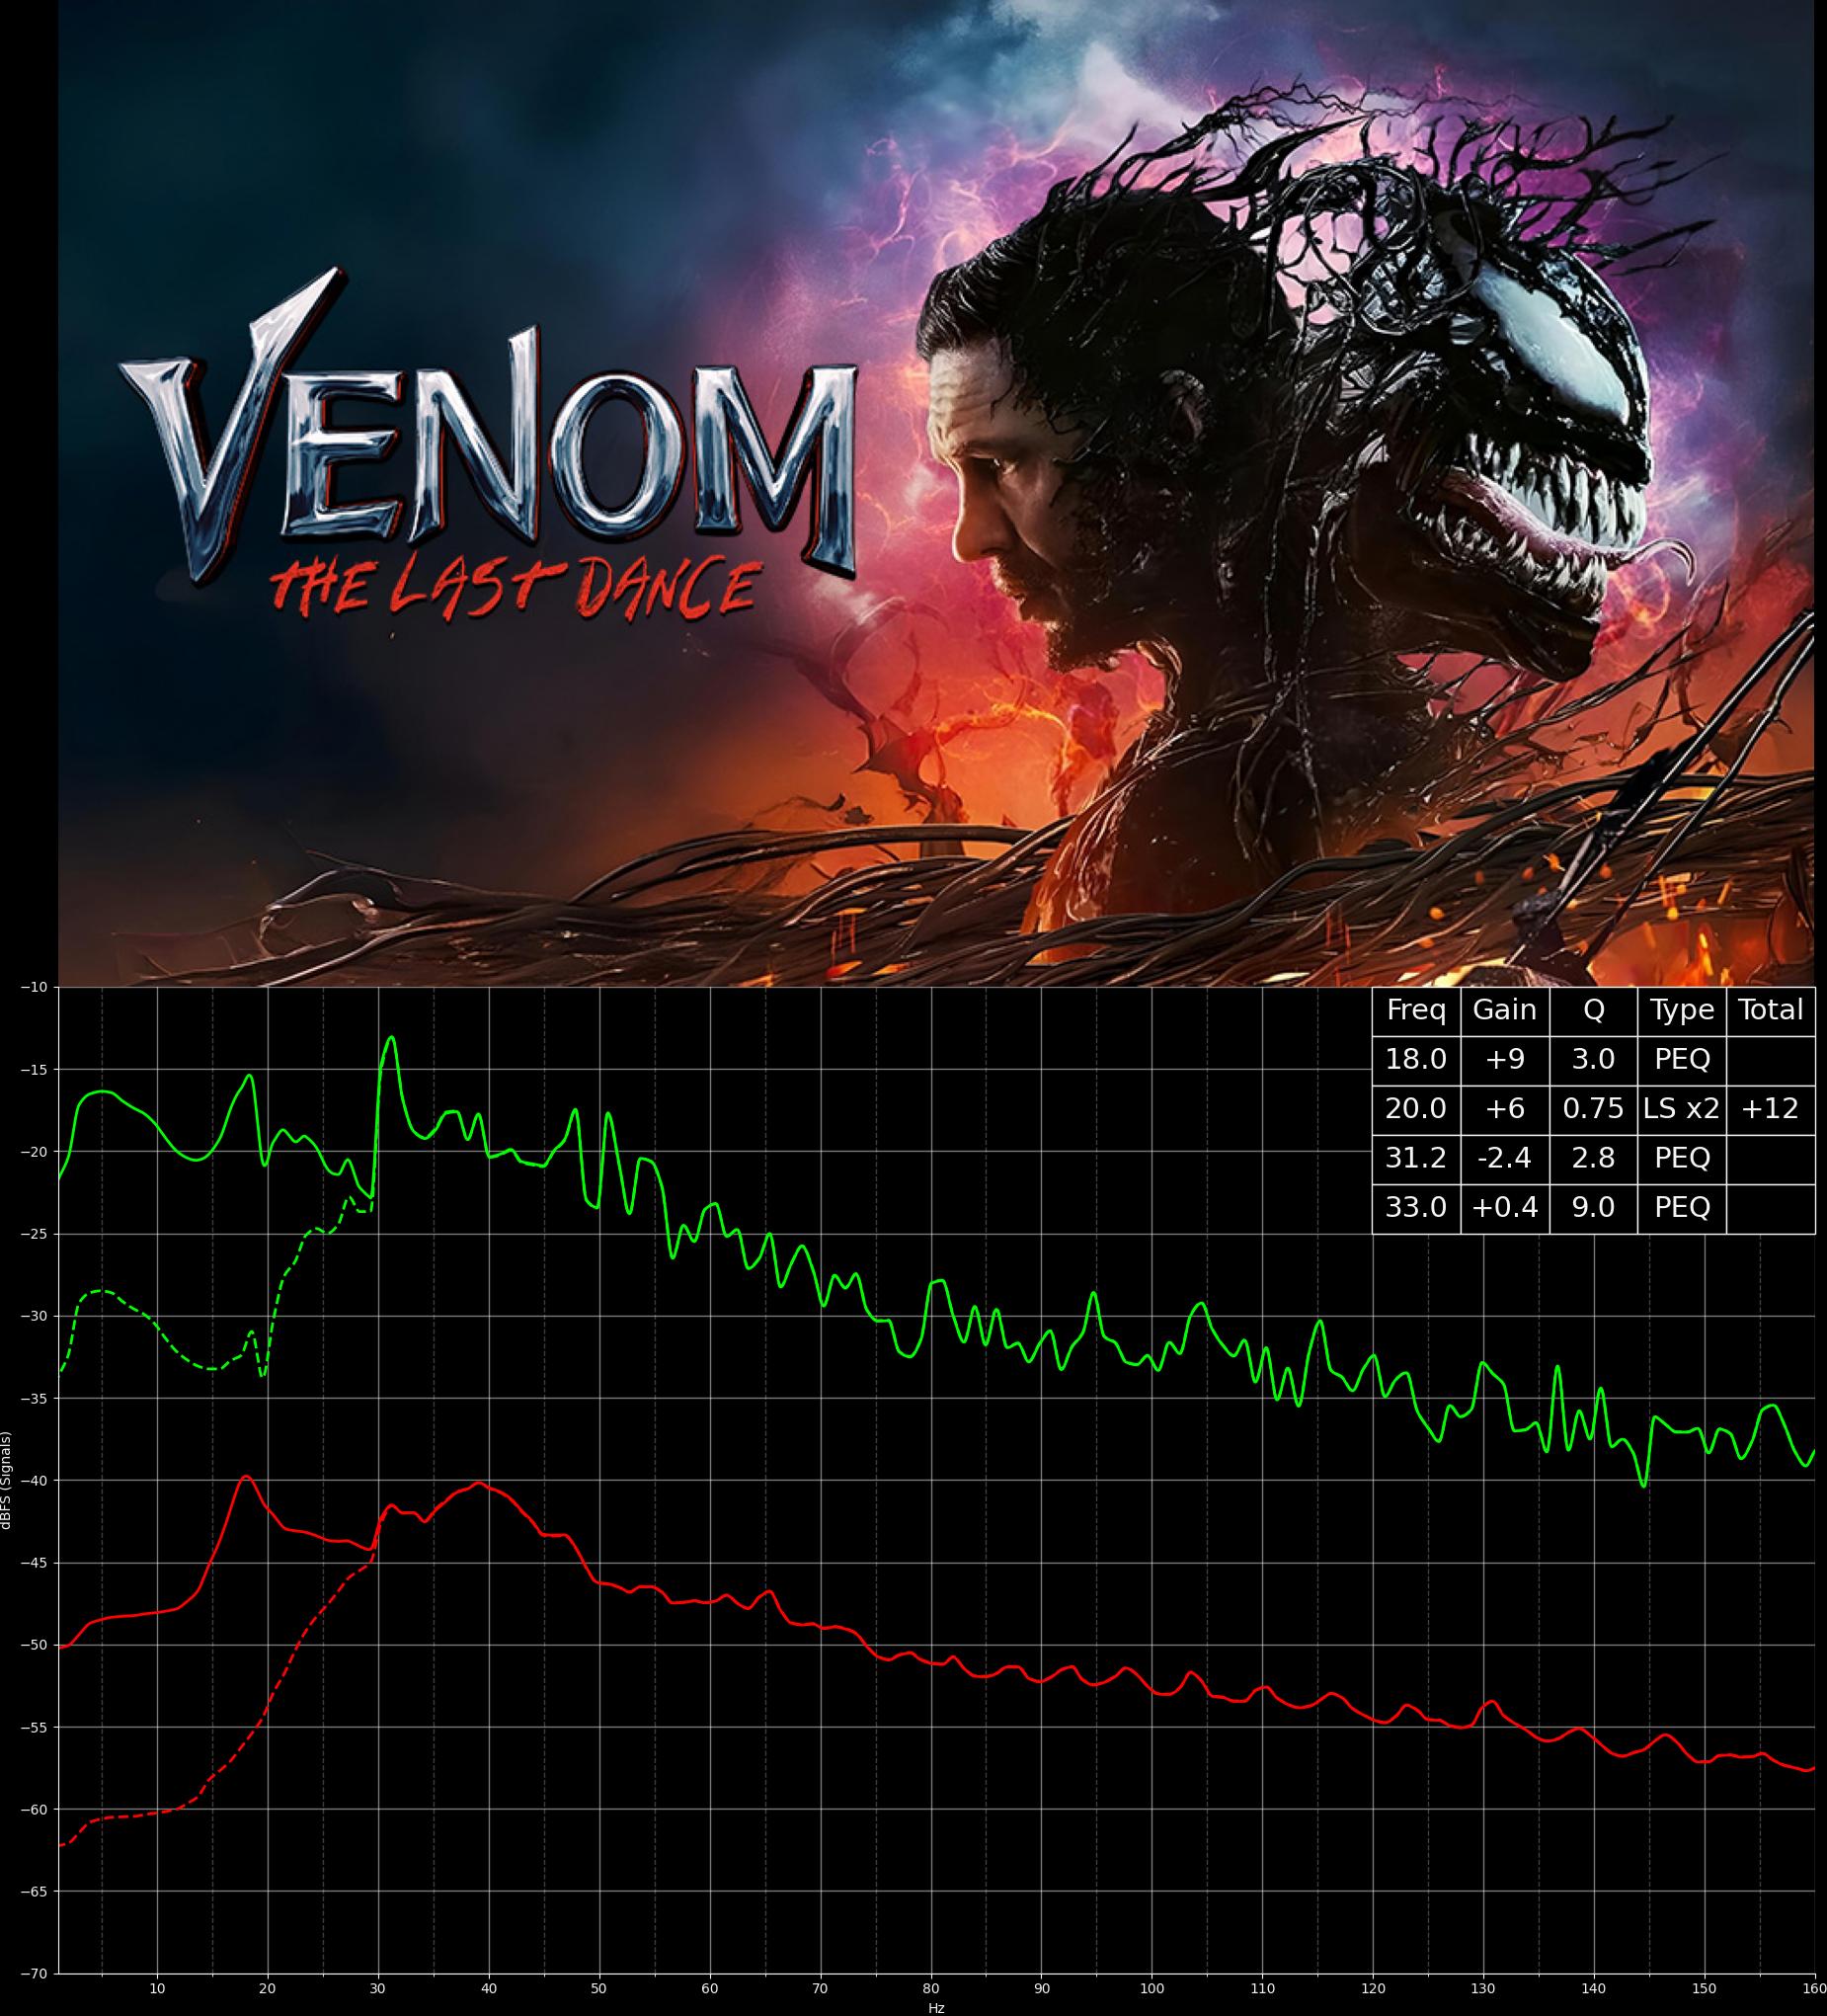 VENOM
THE LAST DANCE
Freq Gain Q Type Total
18.0 +9 3.0 PEQ
20.0 +6 0.75 LS x2 +12
31.2 -2.4 2.8 PEQ
33.0 +0.4 9.0 PEQ
−10
−15
−20
−25
−30
−35
−40
−45
−50
−55
−60
−65
−70
dBFS (Signals)
10 20 30 40 50 60 70 80 90 100 110 120 130 140 150 160
Hz